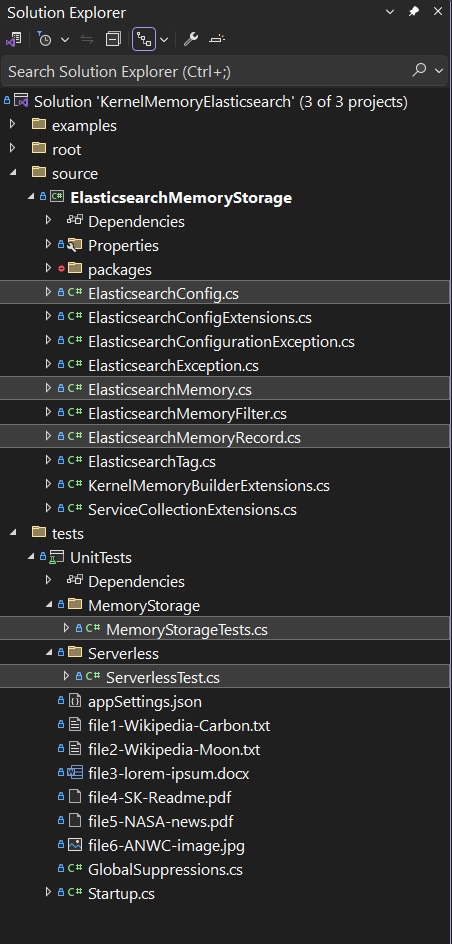 Solution Explorer
Search Solution Explorer (Ctrl+;)
Solution 'KernelMemoryElasticsearch' (3 of 3 projects)
examples
root
source
C# ElasticsearchMemoryStorage
Dependencies
Properties
packages
C# ElasticsearchConfig.cs
C# ElasticsearchConfigExtensions.cs
C# ElasticsearchConfigurationException.cs
C# ElasticsearchException.cs
C# ElasticsearchMemory.cs
C# ElasticsearchMemoryFilter.cs
C# ElasticsearchMemoryRecord.cs
C# ElasticsearchTag.cs
C# KernelMemoryBuilderExtensions.cs
C# ServiceCollectionExtensions.cs
tests
UnitTests
Dependencies
MemoryStorage
C# MemoryStorageTests.cs
Serverless
C# ServerlessTest.cs
appSettings.json
file1-Wikipedia-Carbon.txt
file2-Wikipedia-Moon.txt
file3-lorem-ipsum.docx
file4-SK-Readme.pdf
file5-NASA-news.pdf
file6-ANWC-image.jpg
C# GlobalSuppressions.cs
C# Startup.cs